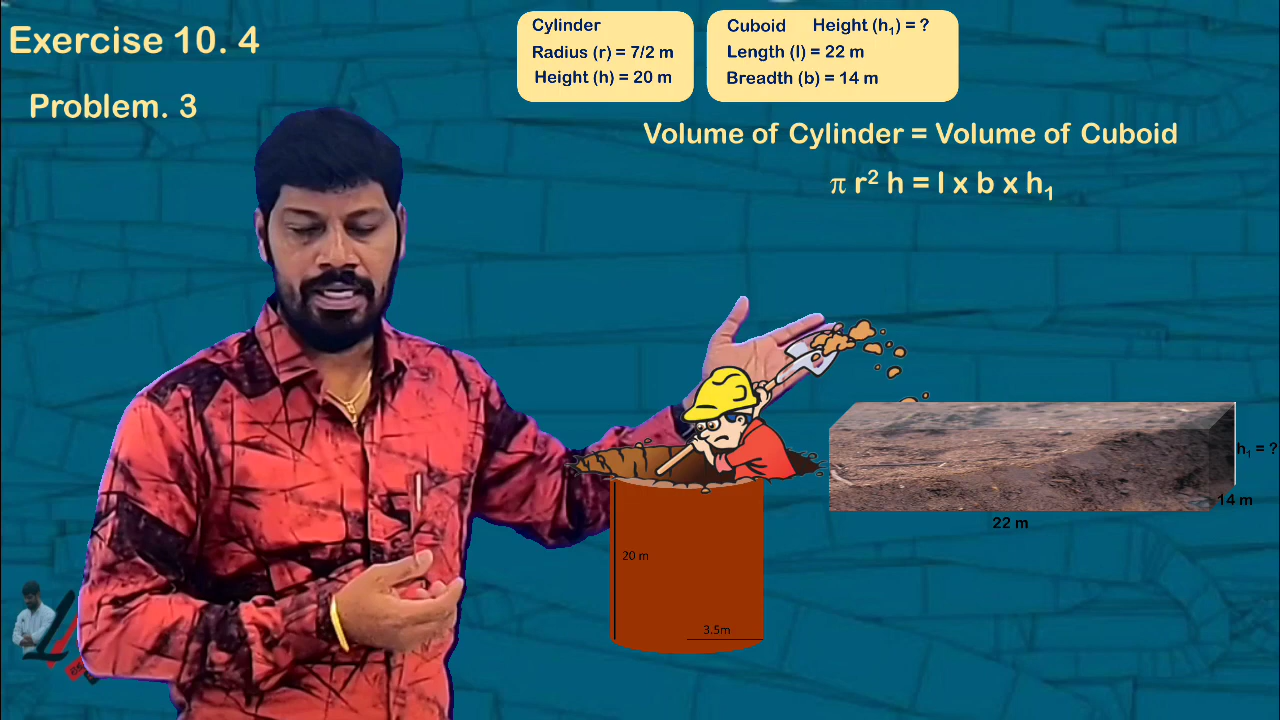 Exercise 10. 4
Problem. 3
Cylinder
Radius (r) = 7/2 m
Height (h) = 20 m
Cuboid Height (h₁) = ?
Length (l) = 22 m
Breadth (b) = 14 m
Volume of Cylinder = Volume of Cuboid
π r² h = l x b x h₁
h₁ = ?
14 m
22 m
20 m
3.5m